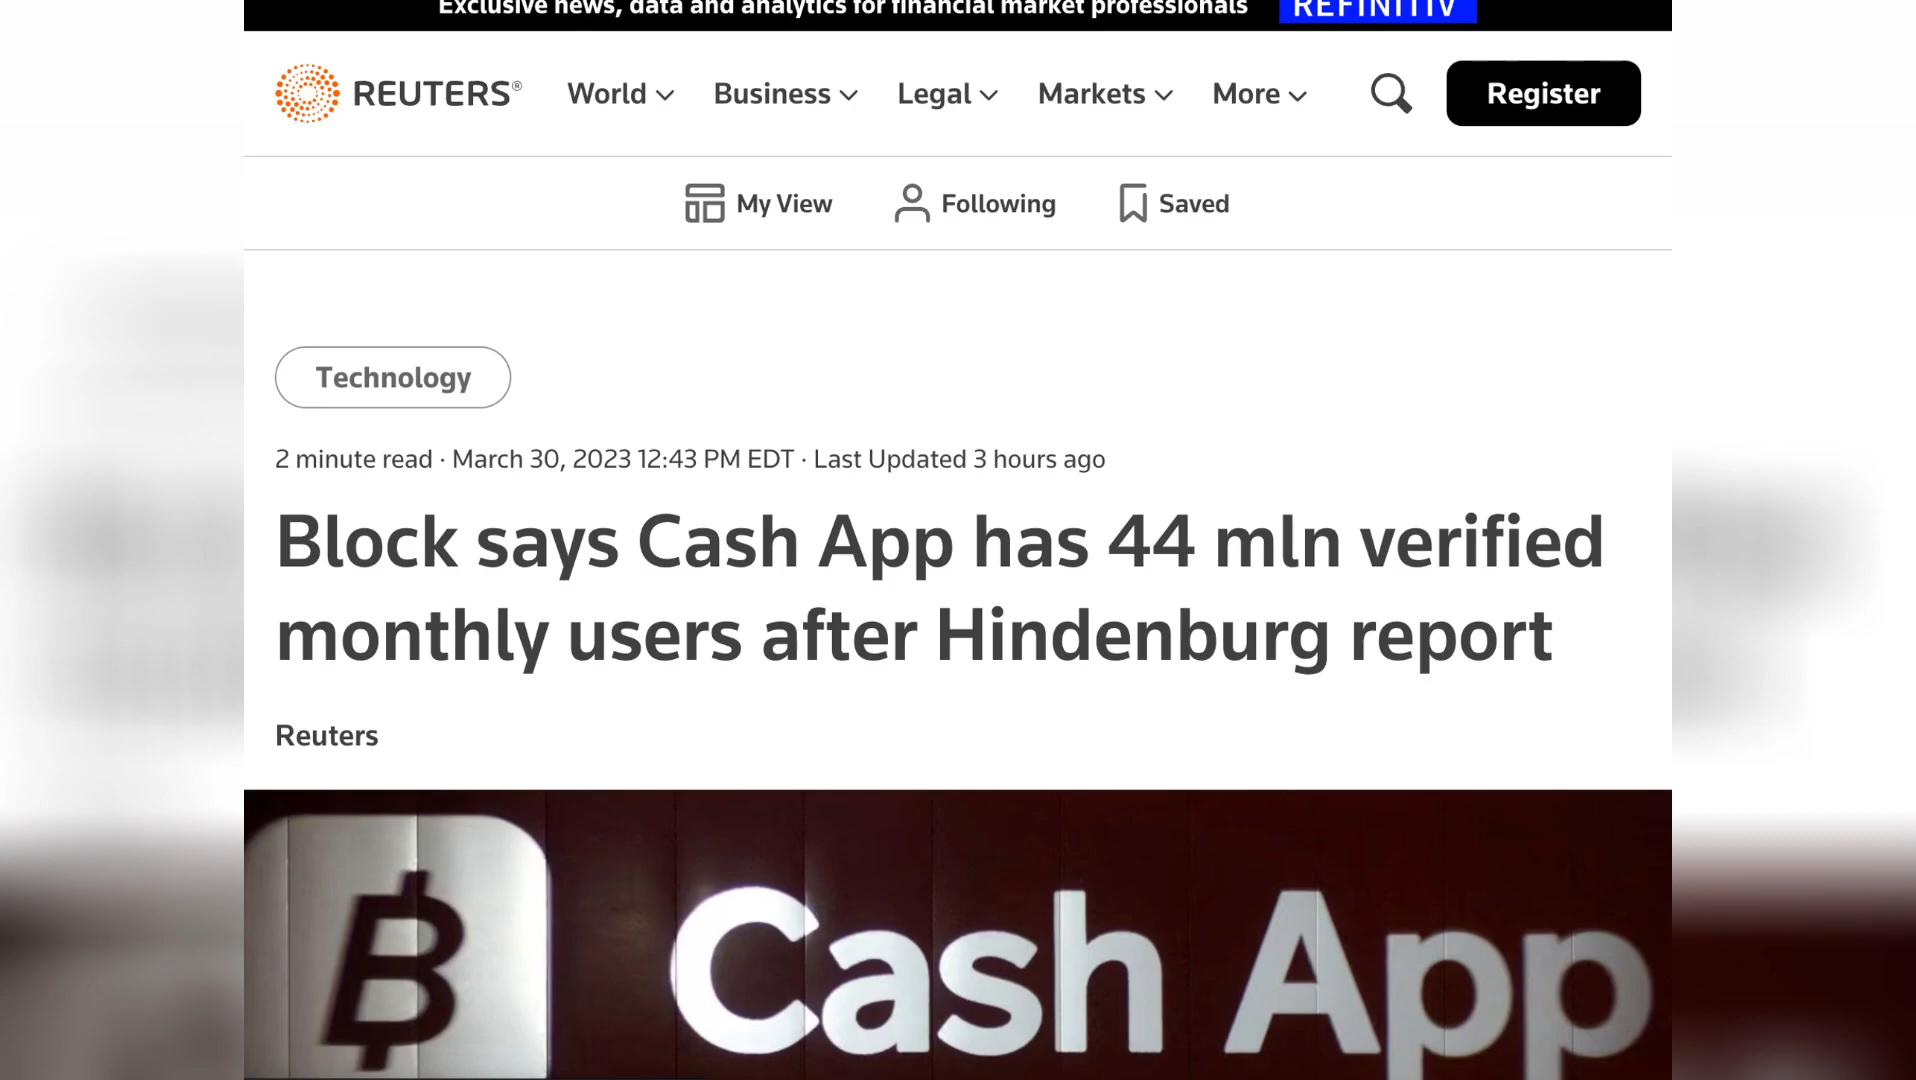 Exclusive news, data and analytics for financial market professionals REFINITIV
REUTERS® World Business Legal Markets More Register
My View Following Saved
Technology
2 minute read · March 30, 2023 12:43 PM EDT · Last Updated 3 hours ago
Block says Cash App has 44 mln verified
monthly users after Hindenburg report
Reuters
Cash App